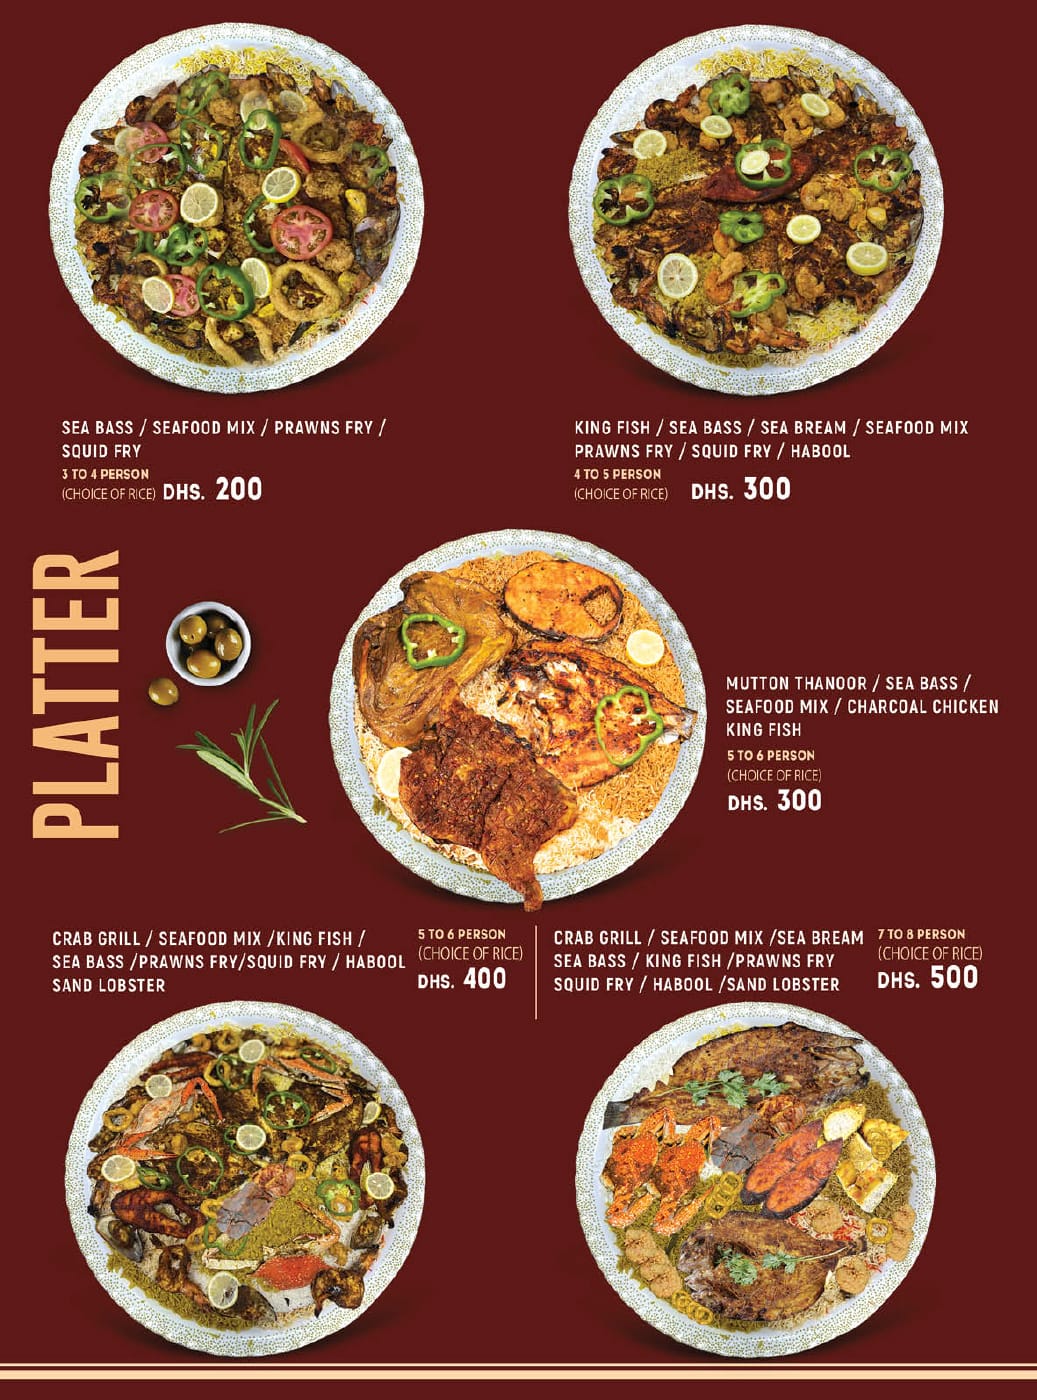 SEA BASS / SEAFOOD MIX / PRAWNS FRY /
SQUID FRY
3 TO 4 PERSON
(CHOICE OF RICE) DHS. 200
KING FISH / SEA BASS / SEA BREAM / SEAFOOD MIX
PRAWNS FRY / SQUID FRY / HABOOL
4 TO 5 PERSON
(CHOICE OF RICE) DHS. 300
PLATTER
MUTTON THANOOR / SEA BASS /
SEAFOOD MIX / CHARCOAL CHICKEN
KING FISH
5 TO 6 PERSON
(CHOICE OF RICE)
DHS. 300
CRAB GRILL / SEAFOOD MIX /KING FISH /
SEA BASS /PRAWNS FRY/SQUID FRY / HABOOL
SAND LOBSTER
5 TO 6 PERSON
(CHOICE OF RICE)
DHS. 400
CRAB GRILL / SEAFOOD MIX /SEA BREAM
SEA BASS / KING FISH /PRAWNS FRY
SQUID FRY / HABOOL /SAND LOBSTER
7 TO 8 PERSON
(CHOICE OF RICE)
DHS. 500